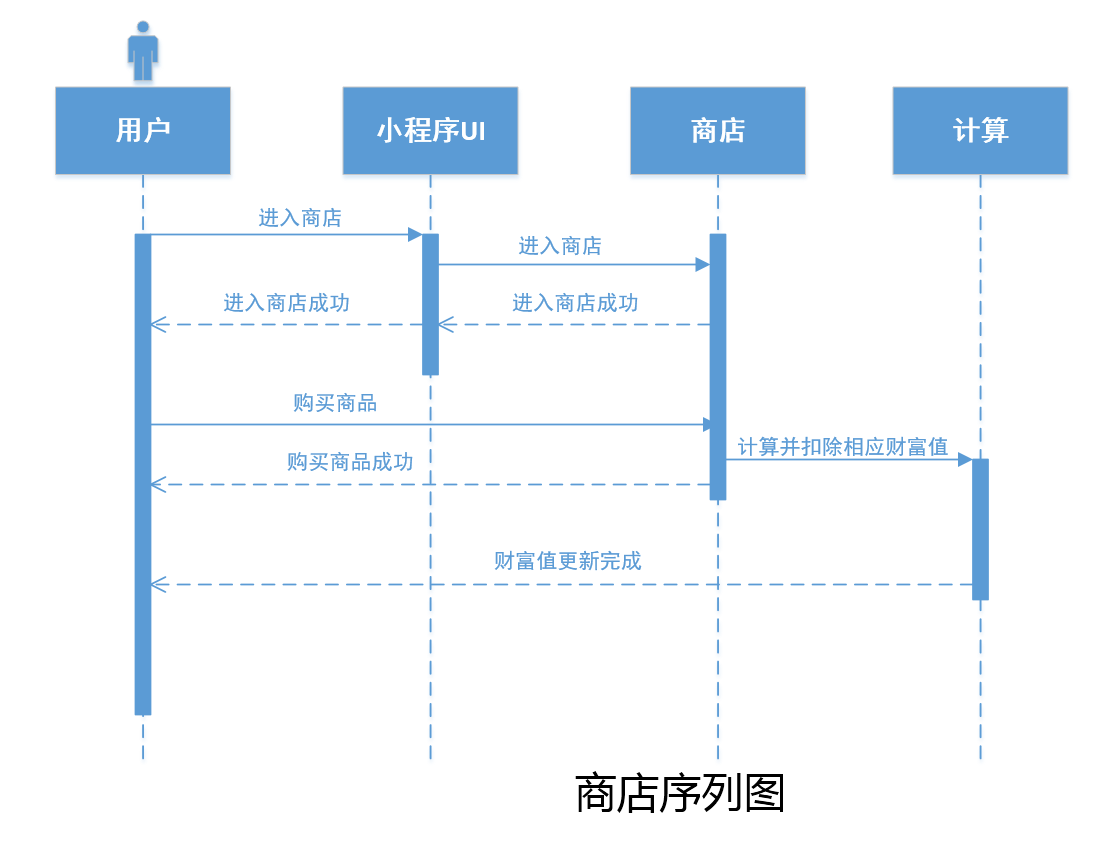 用户
小程序UI
商店
计算
进入商店
进入商店
进入商店成功
进入商店成功
购买商品
计算并扣除相应财富值
购买商品成功
财富值更新完成
商店序列图